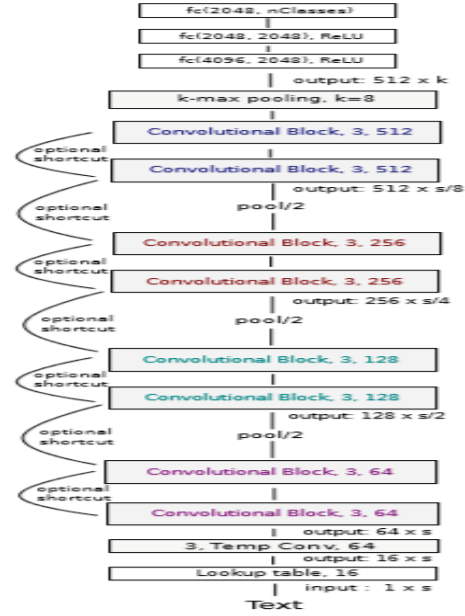 fc(2048, nClasses)
fc(2048, 2048), ReLU
fc(4096, 2048), ReLU
output: 512 x k
k-max pooling, k=8
Convolutional Block, 3, 512
optional
shortcut
Convolutional Block, 3, 512
output: 512 x s/8
pool/2
optional
shortcut
Convolutional Block, 3, 256
optional
shortcut
Convolutional Block, 3, 256
output: 256 x s/4
pool/2
optional
shortcut
Convolutional Block, 3, 128
optional
shortcut
Convolutional Block, 3, 128
output: 128 x s/2
pool/2
optional
shortcut
Convolutional Block, 3, 64
optional
shortcut
Convolutional Block, 3, 64
output: 64 x s
3, Temp Conv, 64
output: 16 x s
Lookup table, 16
input : 1 x s
Text